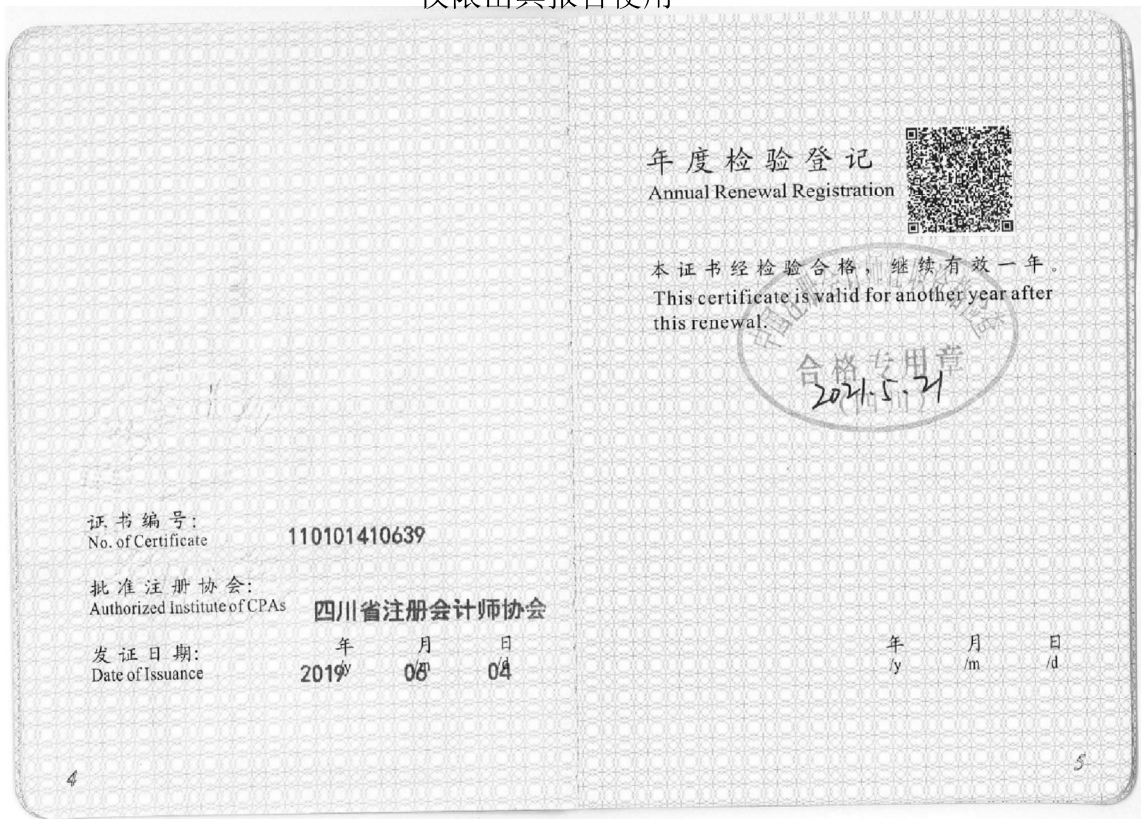 仅限出具报告使用
年度检验登记
Annual Renewal Registration
本证书经检验合格，继续有效一年。
This certificate is valid for another year after
this renewal.
合格专用章
2021.5.21
(四川)
证书编号:
No. of Certificate
110101410639
批准注册协会:
Authorized Institute of CPAs
四川省注册会计师协会
发证日期:
Date of Issuance
年 月 日
/y /m /d
2019 06 04
年 月 日
/y /m /d
4
5